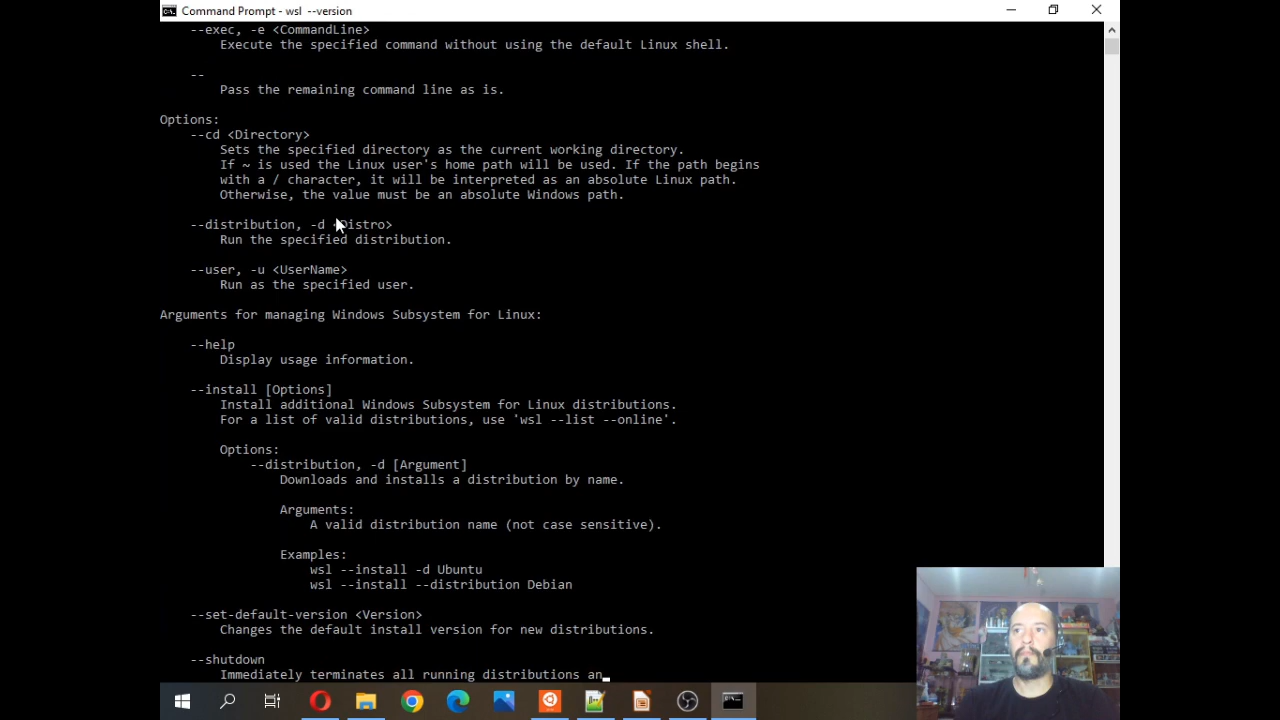 Command Prompt - wsl --version
--exec, -e <CommandLine>
Execute the specified command without using the default Linux shell.
--
Pass the remaining command line as is.
Options:
--cd <Directory>
Sets the specified directory as the current working directory.
If ~ is used the Linux user's home path will be used. If the path begins
with a / character, it will be interpreted as an absolute Linux path.
Otherwise, the value must be an absolute Windows path.
--distribution, -d <Distro>
Run the specified distribution.
--user, -u <UserName>
Run as the specified user.
Arguments for managing Windows Subsystem for Linux:
--help
Display usage information.
--install [Options]
Install additional Windows Subsystem for Linux distributions.
For a list of valid distributions, use 'wsl --list --online'.
Options:
--distribution, -d [Argument]
Downloads and installs a distribution by name.
Arguments:
A valid distribution name (not case sensitive).
Examples:
wsl --install -d Ubuntu
wsl --install --distribution Debian
--set-default-version <Version>
Changes the default install version for new distributions.
--shutdown
Immediately terminates all running distributions an